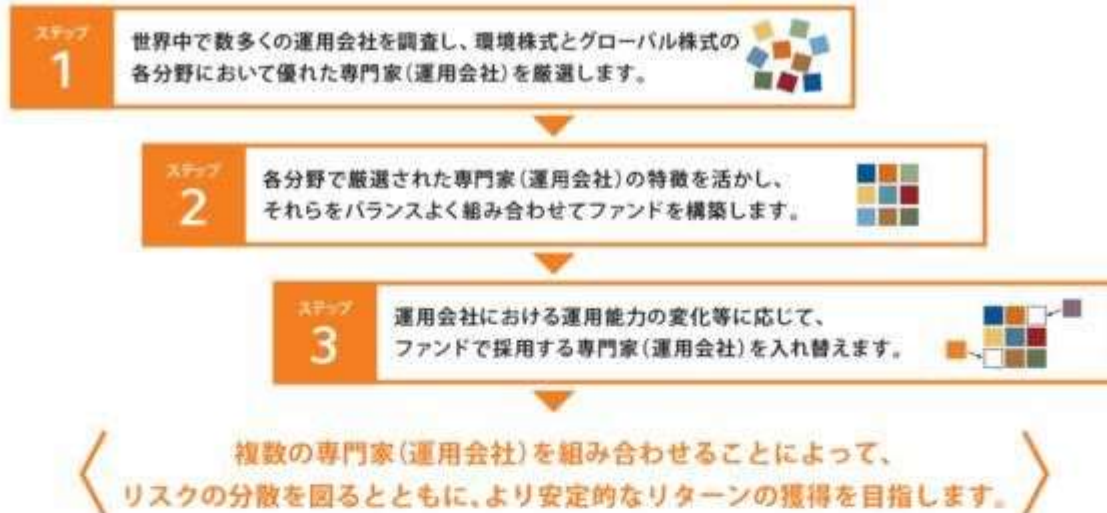 ステップ
1
世界中で数多くの運用会社を調査し、環境株式とグローバル株式の
各分野において優れた専門家(運用会社)を厳選します。
ステップ
2
各分野で厳選された専門家(運用会社)の特徴を活かし、
それらをバランスよく組み合わせてファンドを構築します。
ステップ
3
運用会社における運用能力の変化等に応じて、
ファンドで採用する専門家(運用会社)を入れ替えます。
複数の専門家(運用会社)を組み合わせることによって、
リスクの分散を図るとともに、より安定的なリターンの獲得を目指します。